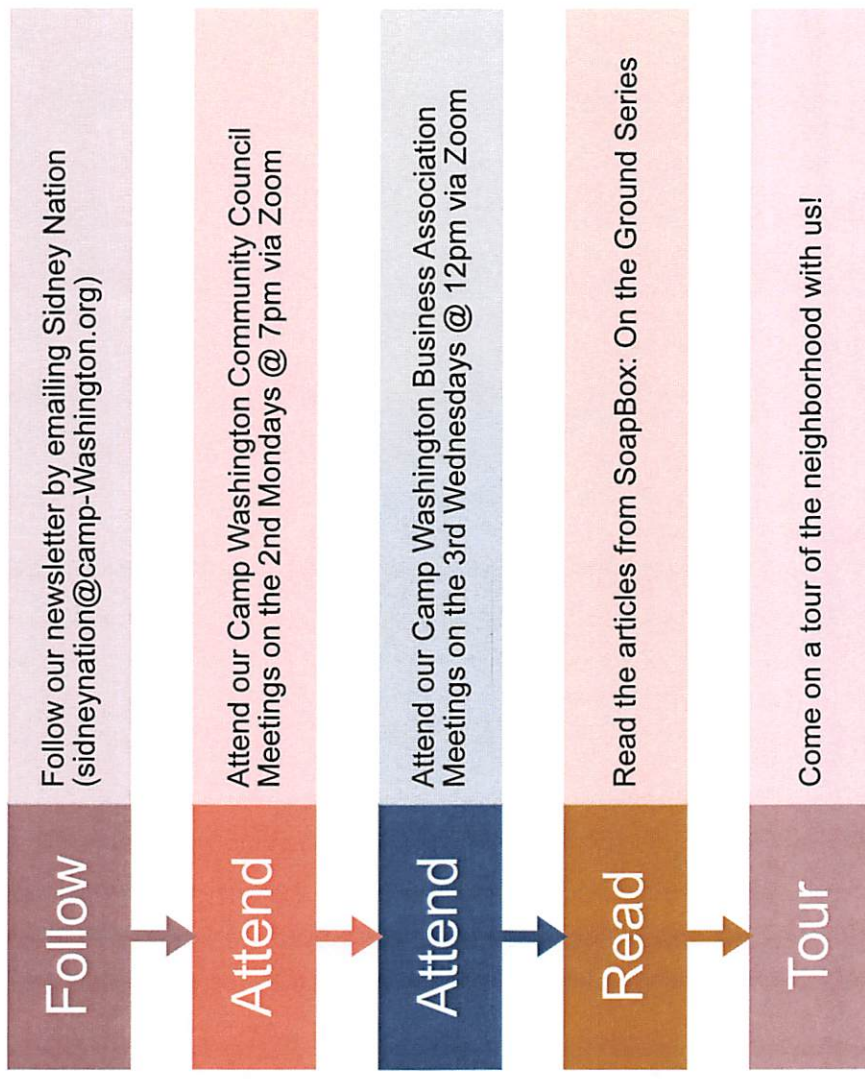 Follow
Follow our newsletter by emailing Sidney Nation
(sidneynation@camp-Washington.org)
Attend
Attend our Camp Washington Community Council
Meetings on the 2nd Mondays @ 7pm via Zoom
Attend
Attend our Camp Washington Business Association
Meetings on the 3rd Wednesdays @ 12pm via Zoom
Read
Read the articles from SoapBox: On the Ground Series
Tour
Come on a tour of the neighborhood with us!